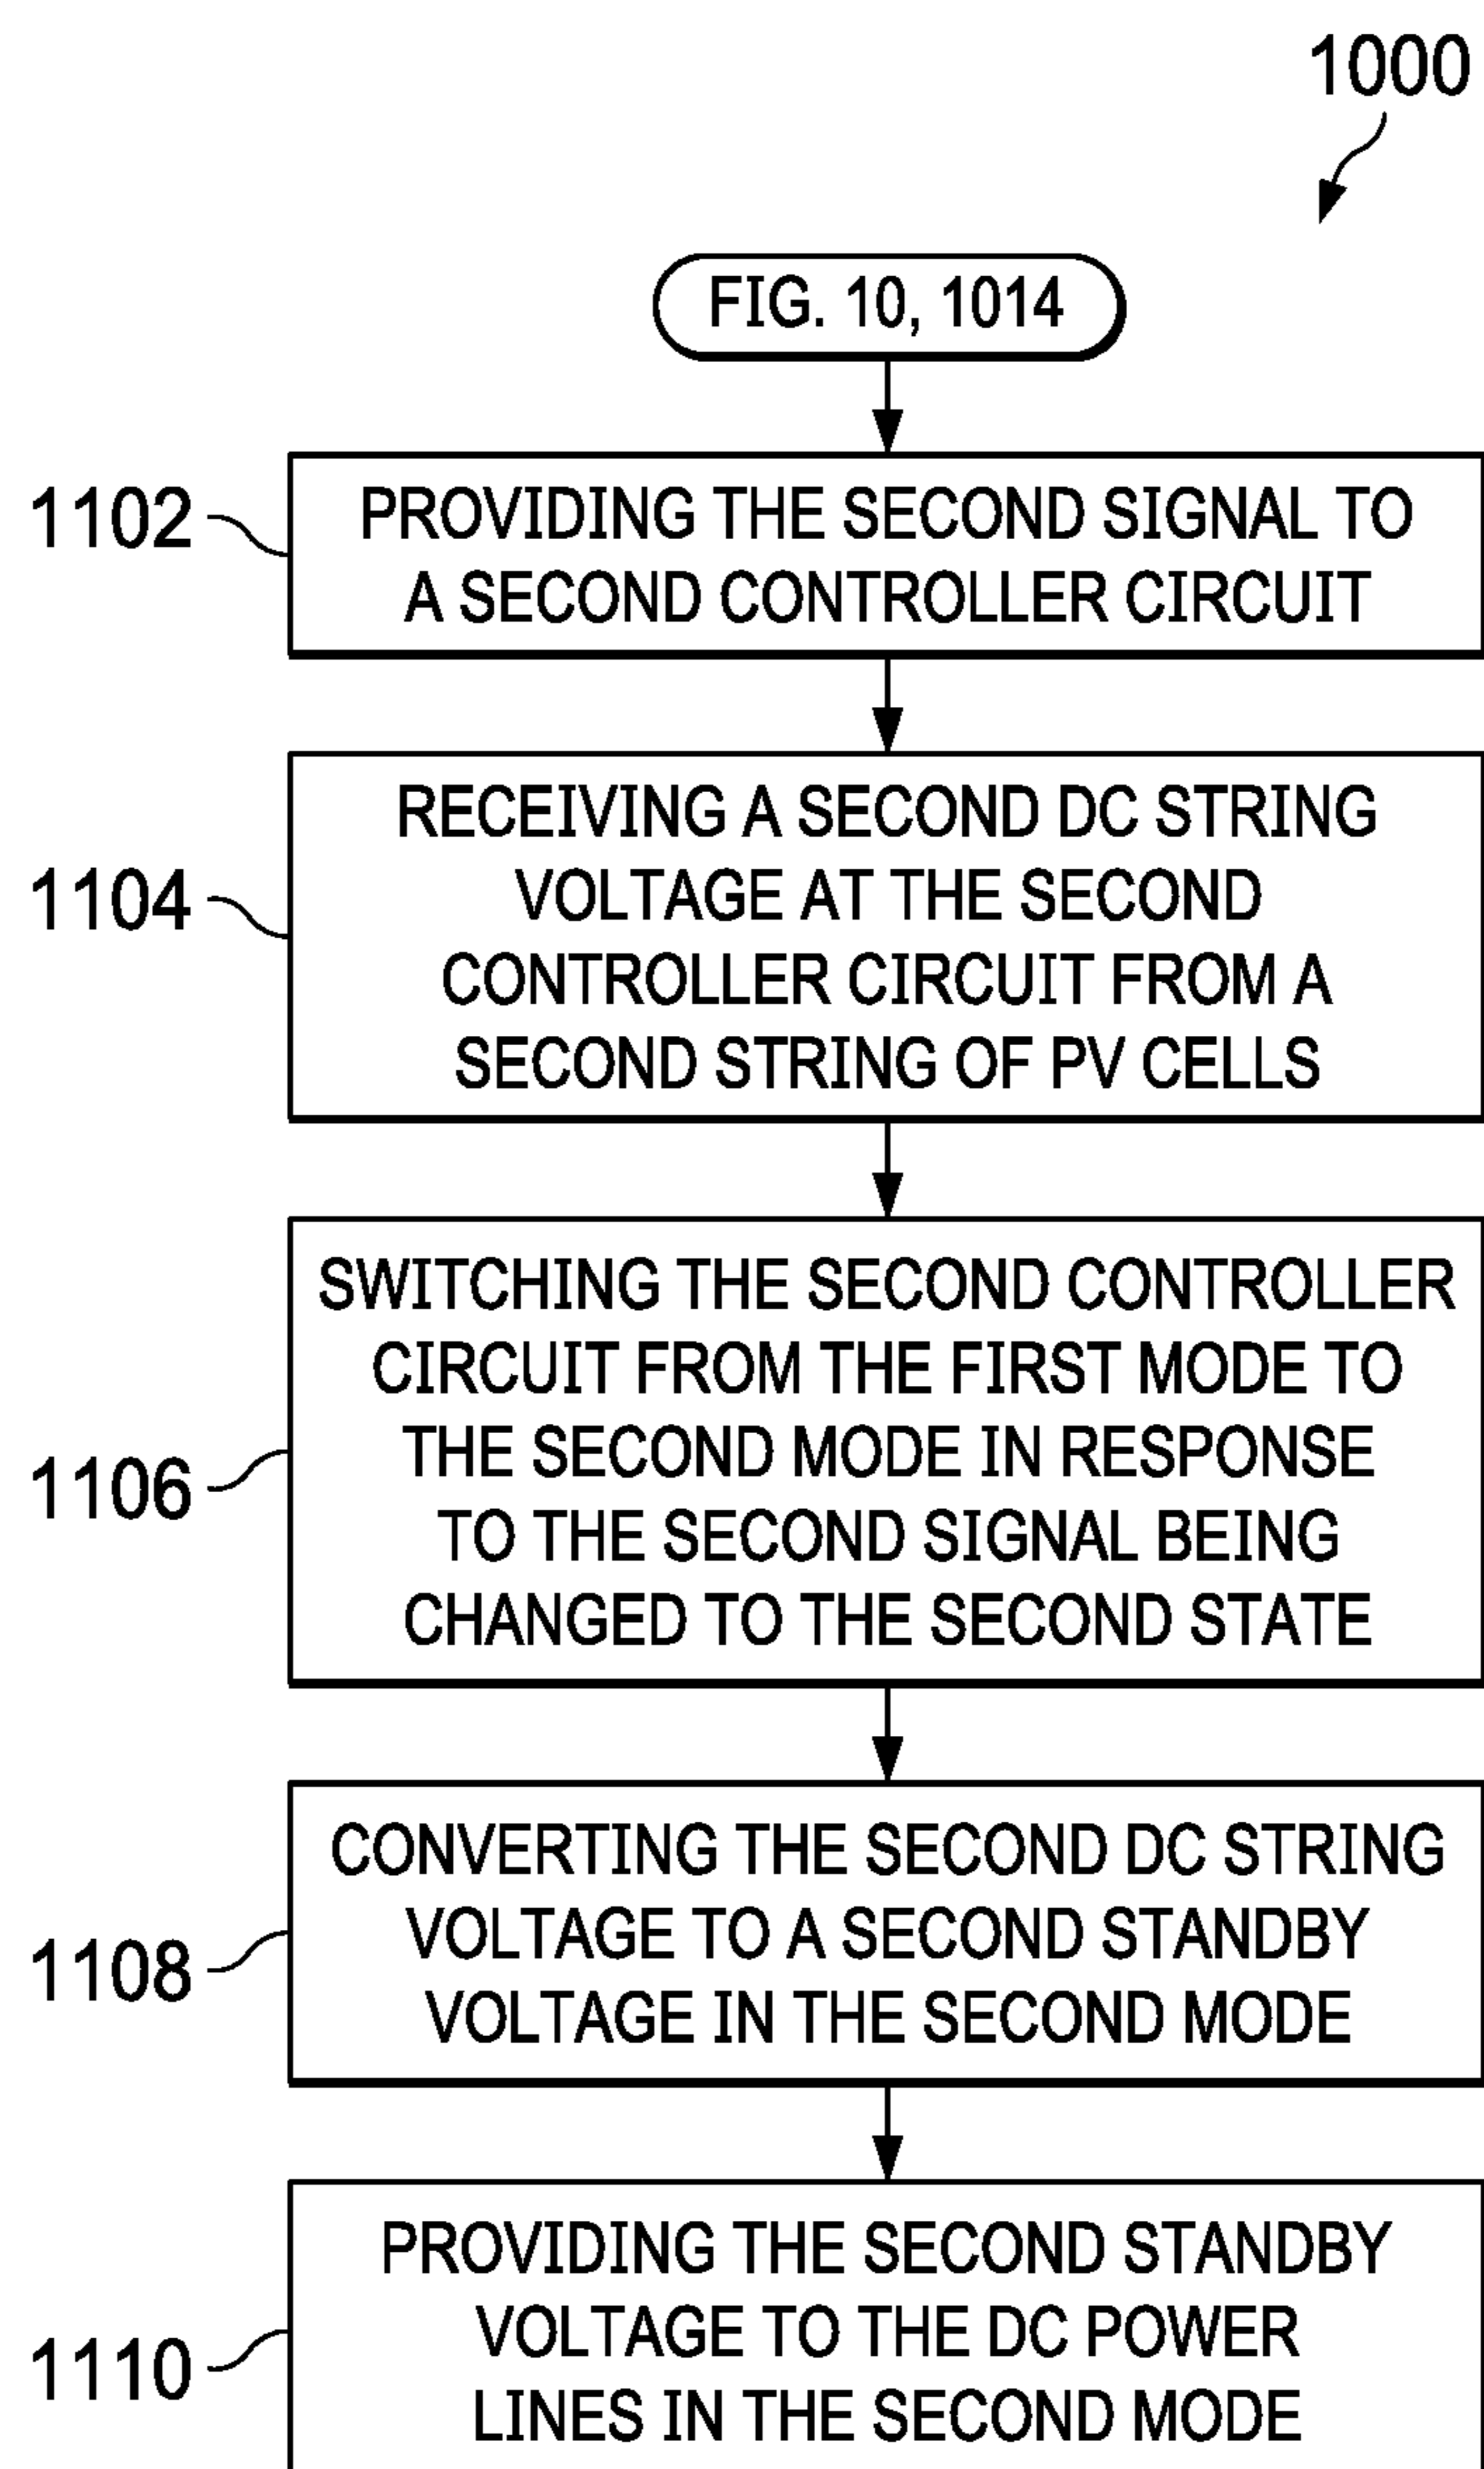 1000
FIG. 10, 1014
1102
PROVIDING THE SECOND SIGNAL TO
A SECOND CONTROLLER CIRCUIT
1104
RECEIVING A SECOND DC STRING
VOLTAGE AT THE SECOND
CONTROLLER CIRCUIT FROM A
SECOND STRING OF PV CELLS
1106
SWITCHING THE SECOND CONTROLLER
CIRCUIT FROM THE FIRST MODE TO
THE SECOND MODE IN RESPONSE
TO THE SECOND SIGNAL BEING
CHANGED TO THE SECOND STATE
1108
CONVERTING THE SECOND DC STRING
VOLTAGE TO A SECOND STANDBY
VOLTAGE IN THE SECOND MODE
1110
PROVIDING THE SECOND STANDBY
VOLTAGE TO THE DC POWER
LINES IN THE SECOND MODE